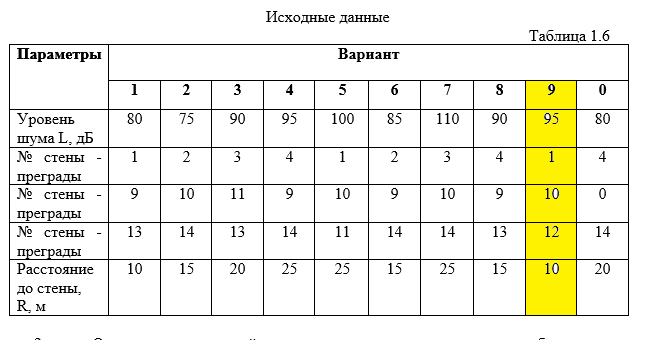 Исходные данные
Таблица 1.6
Параметры Вариант
1 2 3 4 5 6 7 8 9 0
Уровень шума L, дБ 80 75 90 95 100 85 110 90 95 80
№ стены - преграды 1 2 3 4 1 2 3 4 1 4
№ стены - преграды 9 10 11 9 10 9 10 9 10 0
№ стены - преграды 13 14 13 14 11 14 14 13 12 14
Расстояние до стены, R, м 10 15 20 25 25 15 25 15 10 20